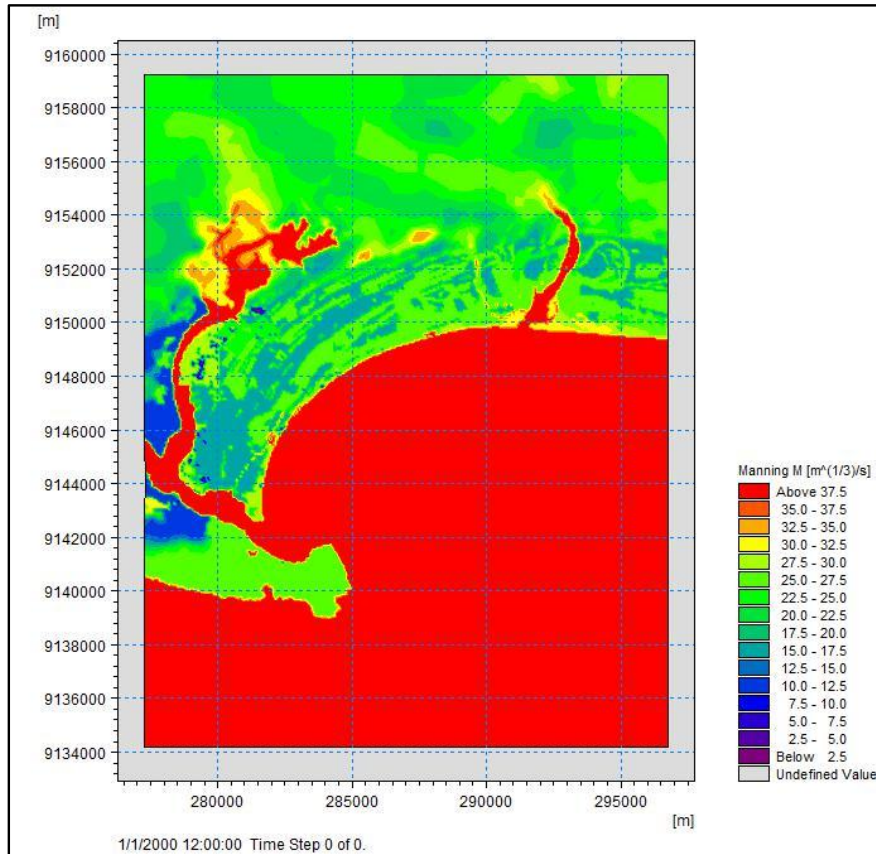 [m]
9160000
9158000
9156000
9154000
9152000
9150000
9148000
9146000
9144000
9142000
9140000
9138000
9136000
9134000
280000 285000 290000 295000
[m]
1/1/2000 12:00:00 Time Step 0 of 0.
Manning M [m^(1/3)/s]
Above 37.5
35.0 - 37.5
32.5 - 35.0
30.0 - 32.5
27.5 - 30.0
25.0 - 27.5
22.5 - 25.0
20.0 - 22.5
17.5 - 20.0
15.0 - 17.5
12.5 - 15.0
10.0 - 12.5
7.5 - 10.0
5.0 - 7.5
2.5 - 5.0
Below 2.5
Undefined Value